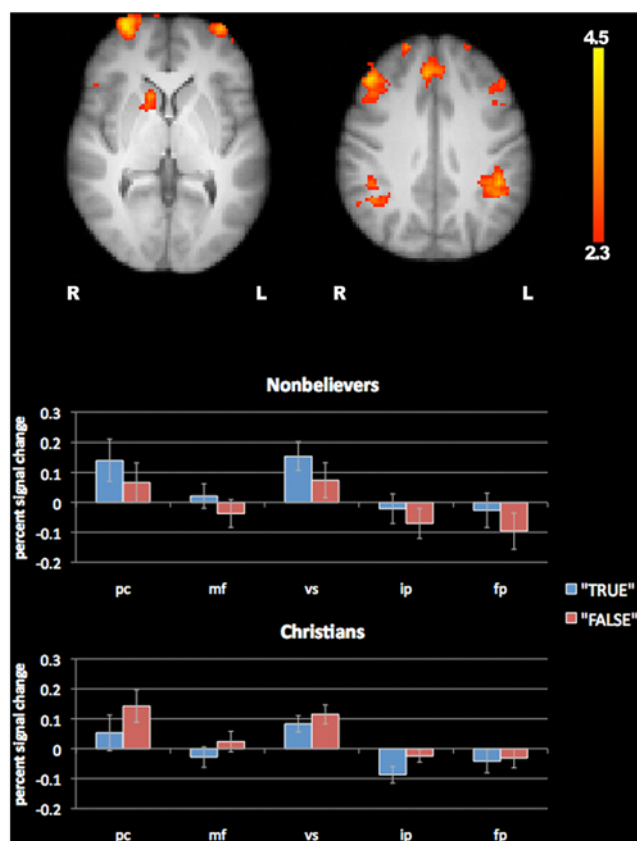 4.5
2.3
R L R L
Nonbelievers
percent signal change
0.3
0.2
0.1
0
-0.1
-0.2
pc mf vs ip fp
"TRUE"
"FALSE"
Christians
percent signal change
0.3
0.2
0.1
0
-0.1
-0.2
pc mf vs ip fp